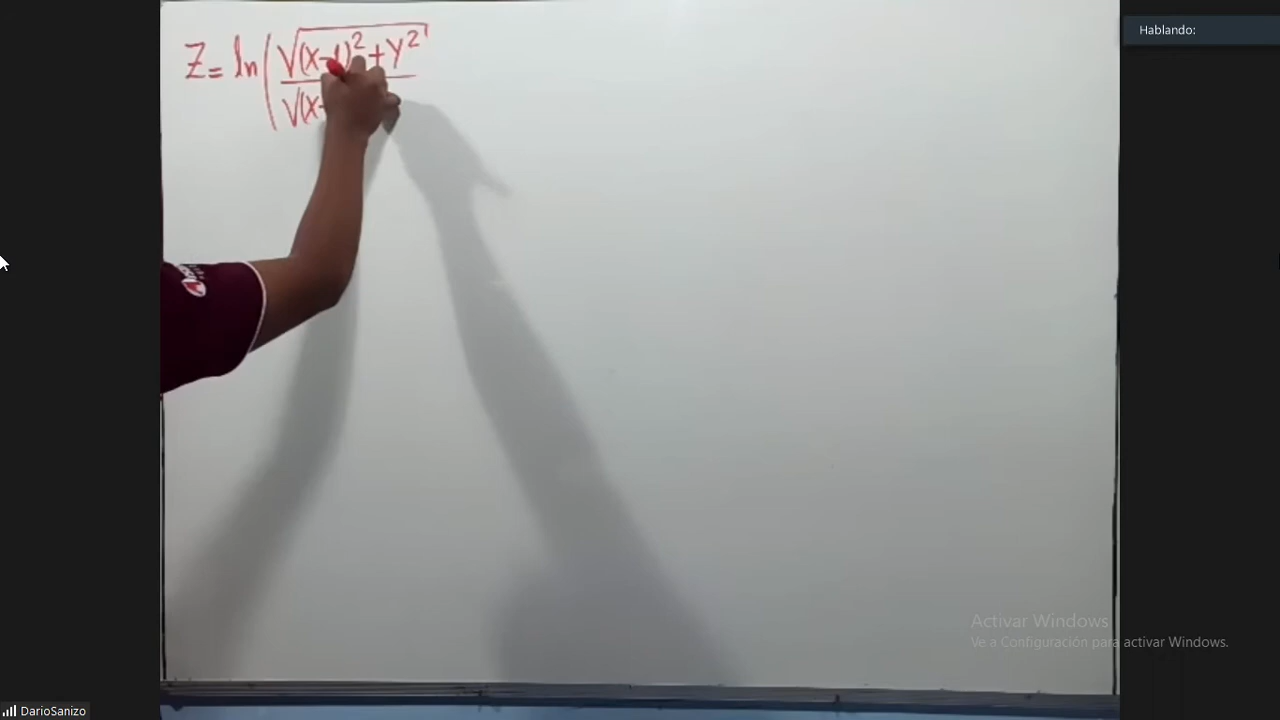 Hablando:
Z = ln(√(x-1)²+y²
√(x-
Activar Windows
Ve a Configuración para activar Windows.
DarioSanizo